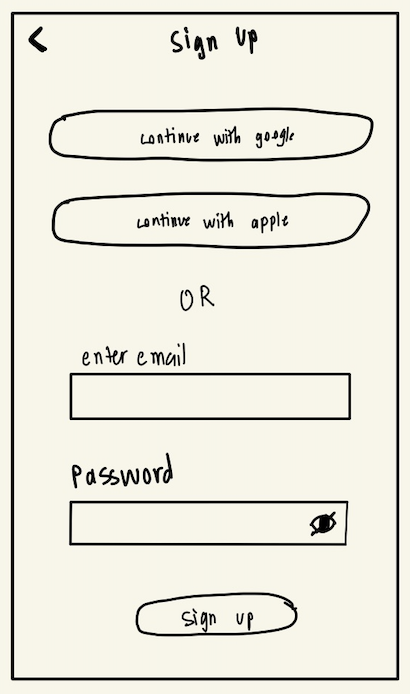 Sign Up
continue with google
continue with apple
OR
enter email
Password
sign up